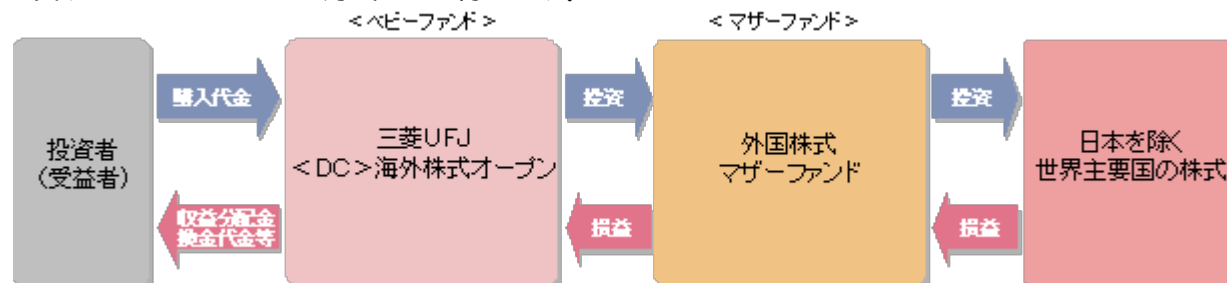 ＜ベビーファンド＞
＜マザーファンド＞
投資者
（受益者）
購入代金
収益分配金
換金代金等
三菱UFJ
＜DC＞海外株式オープン
投資
損益
外国株式
マザーファンド
投資
損益
日本を除く
世界主要国の株式